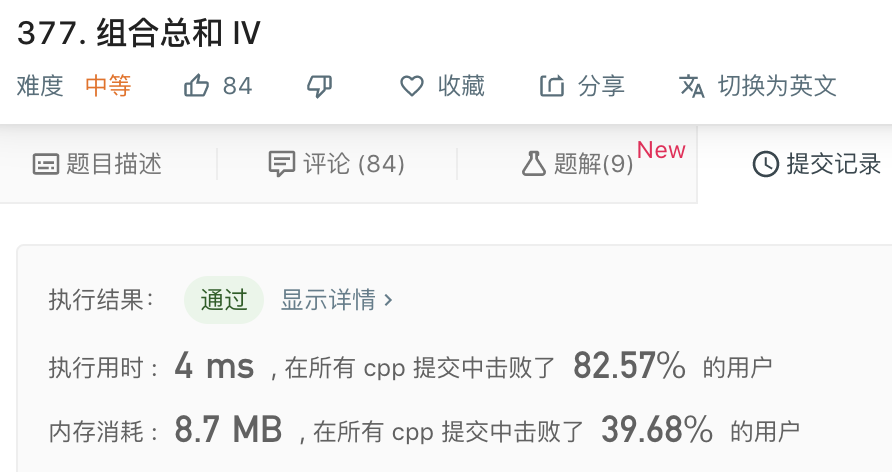 377. 组合总和 IV
难度 中等 84 收藏 分享 切换为英文
题目描述 评论 (84) 题解(9) New 提交记录
执行结果： 通过 显示详情 ›
执行用时 : 4 ms , 在所有 cpp 提交中击败了 82.57% 的用户
内存消耗 : 8.7 MB , 在所有 cpp 提交中击败了 39.68% 的用户